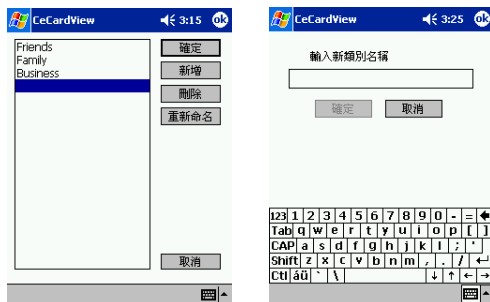 CeCardView 3:15 ok
Friends
Family
Business
確定
新增
刪除
重新命名
取消
CeCardView 3:25 ok
輸入新類別名稱
確定 取消
123 1 2 3 4 5 6 7 8 9 0 - = ←
Tab q w e r t y u i o p [ ]
CAP a s d f g h j k l ; '
Shift z x c v b n m , . / ↵
Ctl áü ` \ ↓ ↑ ← →